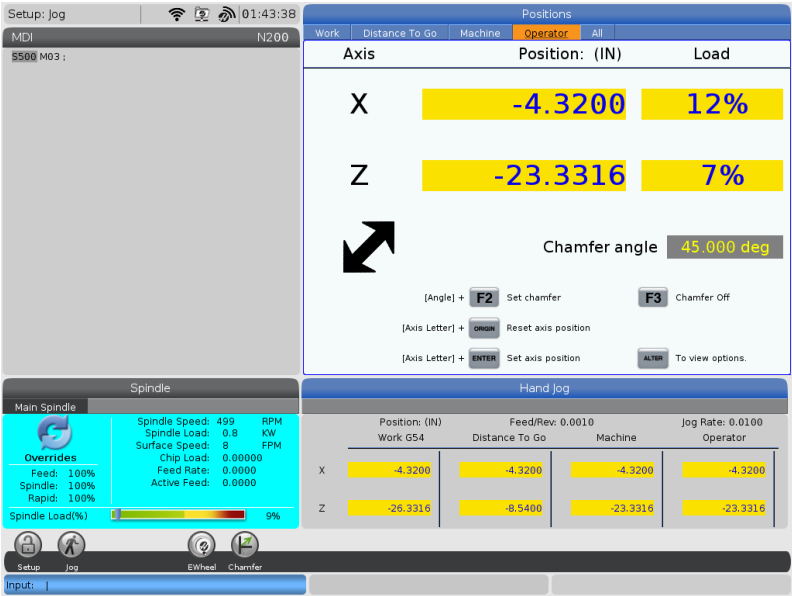 Setup: Jog 01:43:38
MDI N200
S500 M03 ;
Positions
Work Distance To Go Machine Operator All
Axis Position: (IN) Load
X -4.3200 12%
Z -23.3316 7%
Chamfer angle 45.000 deg
[Angle] + F2 Set chamfer F3 Chamfer Off
[Axis Letter] + ORIGIN Reset axis position
[Axis Letter] + ENTER Set axis position ALTER To view options.
Spindle
Main Spindle
Overrides
Feed: 100%
Spindle: 100%
Rapid: 100%
Spindle Speed: 499 RPM
Spindle Load: 0.8 KW
Surface Speed: 8 FPM
Chip Load: 0.00000
Feed Rate: 0.0000
Active Feed: 0.0000
Spindle Load(%) 9%
Hand Jog
Position: (IN) Feed/Rev: 0.0010 Jog Rate: 0.0100
Work G54 Distance To Go Machine Operator
X -4.3200 -4.3200 -4.3200 -4.3200
Z -26.3316 -8.5400 -23.3316 -23.3316
Setup Jog EWheel Chamfer
Input: |